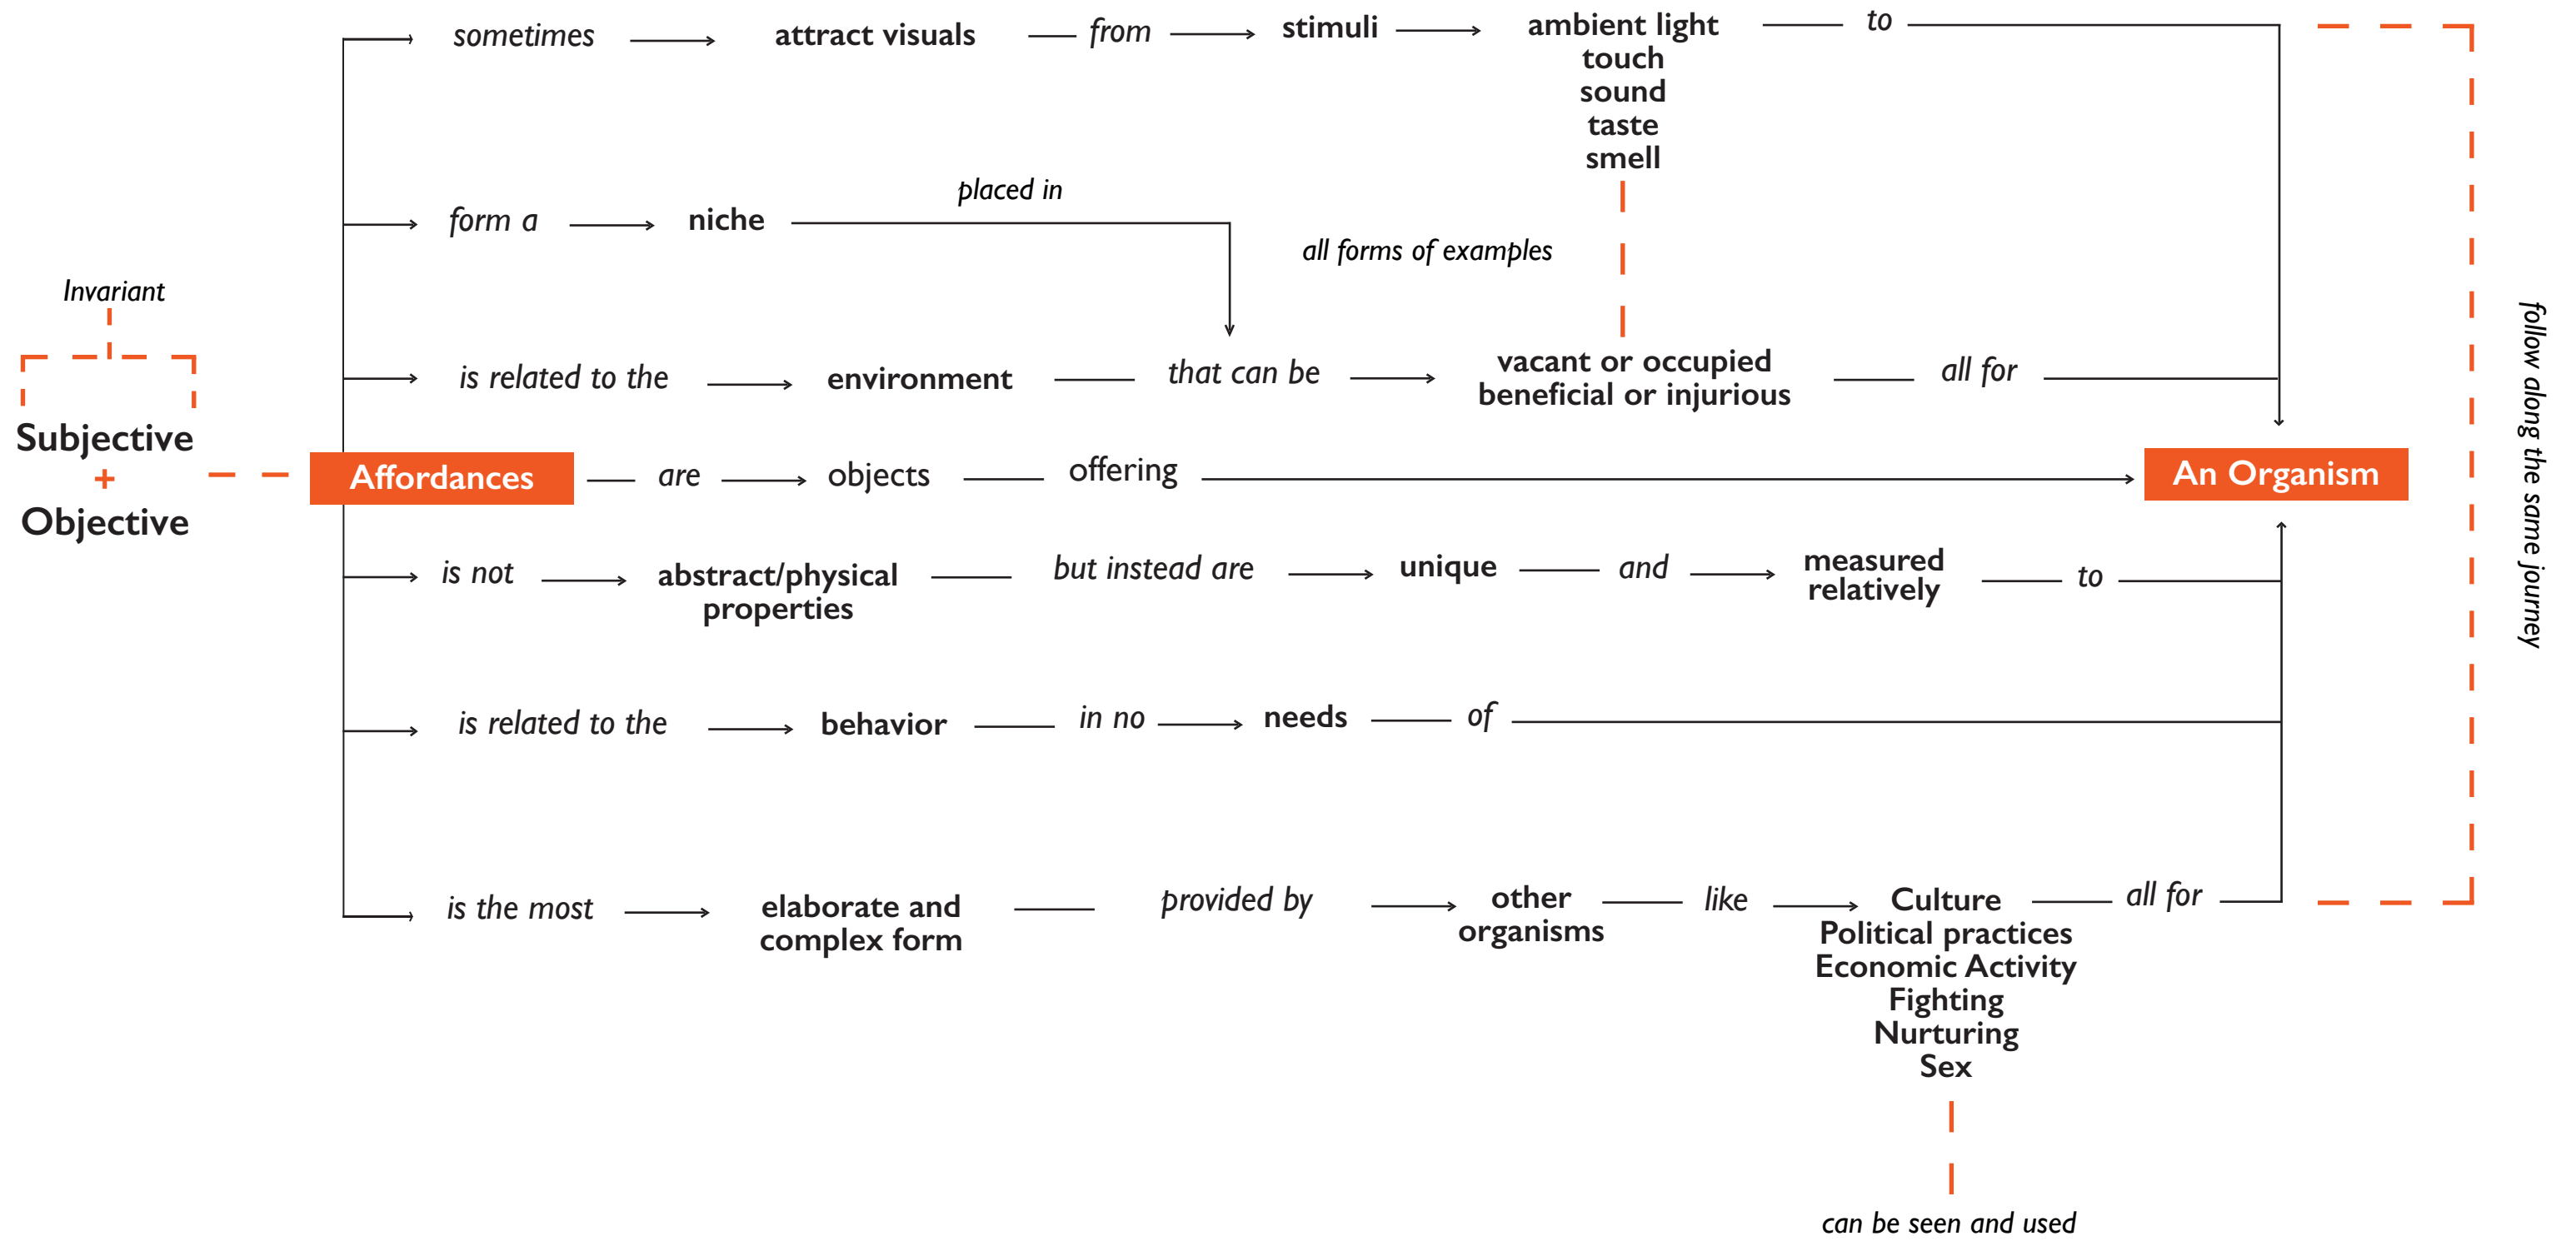 sometimes attract visuals from stimuli ambient light to
touch
sound
taste
smell
placed in
form a niche
all forms of examples
Invariant
follow along the same journey
is related to the environment that can be vacant or occupied all for
beneficial or injurious
Subjective
+
Objective
Affordances are objects offering An Organism
is not abstract/physical but instead are unique and measured to
properties relatively
is related to the behavior in no needs of
is the most elaborate and provided by other like Culture all for
complex form organisms Political practices
Economic Activity
Fighting
Nurturing
Sex
can be seen and used